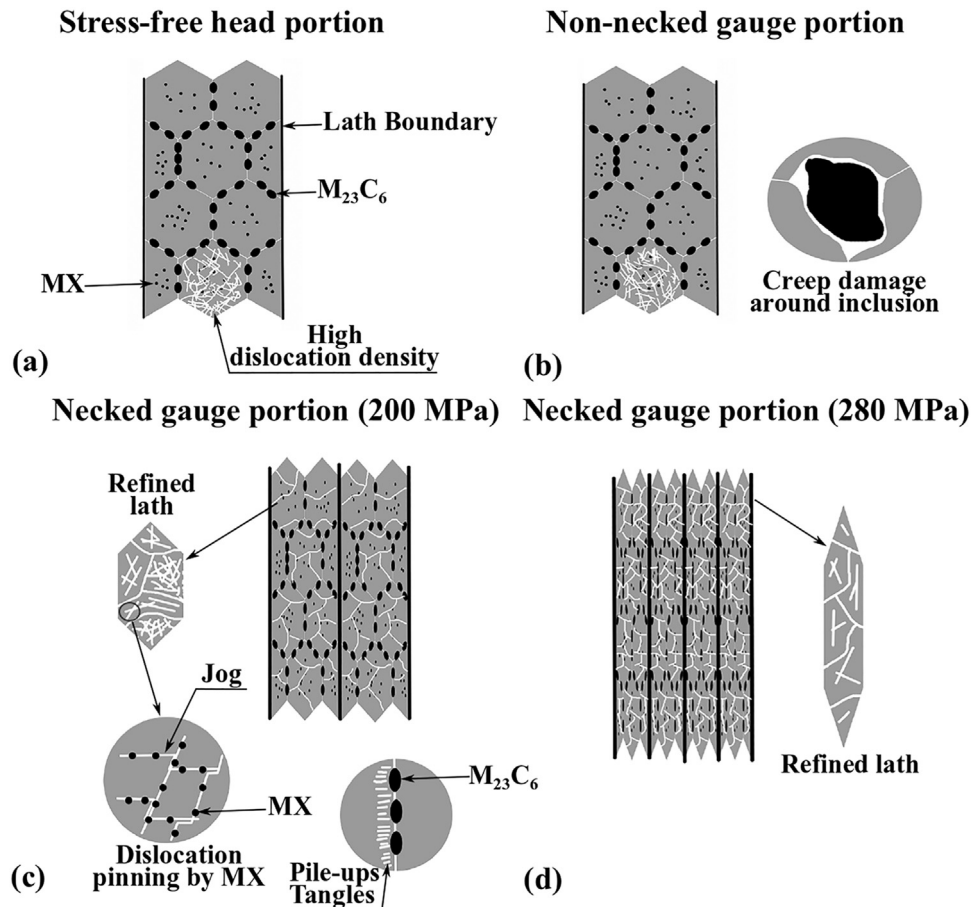 Stress-free head portion
Lath Boundary
M₂₃C₆
MX
High
dislocation density
(a)
Non-necked gauge portion
Creep damage
around inclusion
(b)
Necked gauge portion (200 MPa)
Refined
lath
Jog
MX
Dislocation
pinning by MX
M₂₃C₆
Pile-ups
Tangles
(c)
Necked gauge portion (280 MPa)
Refined lath
(d)